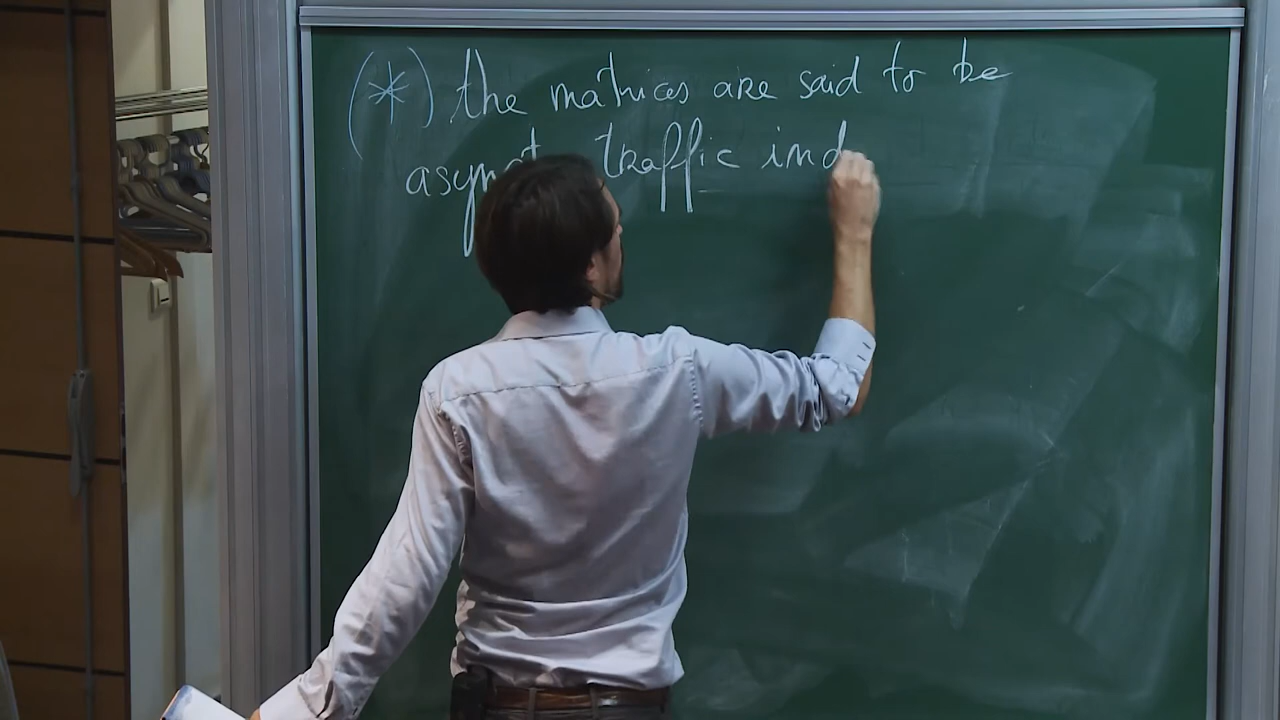 (*) the matrices are said to be
asympt traffic ind